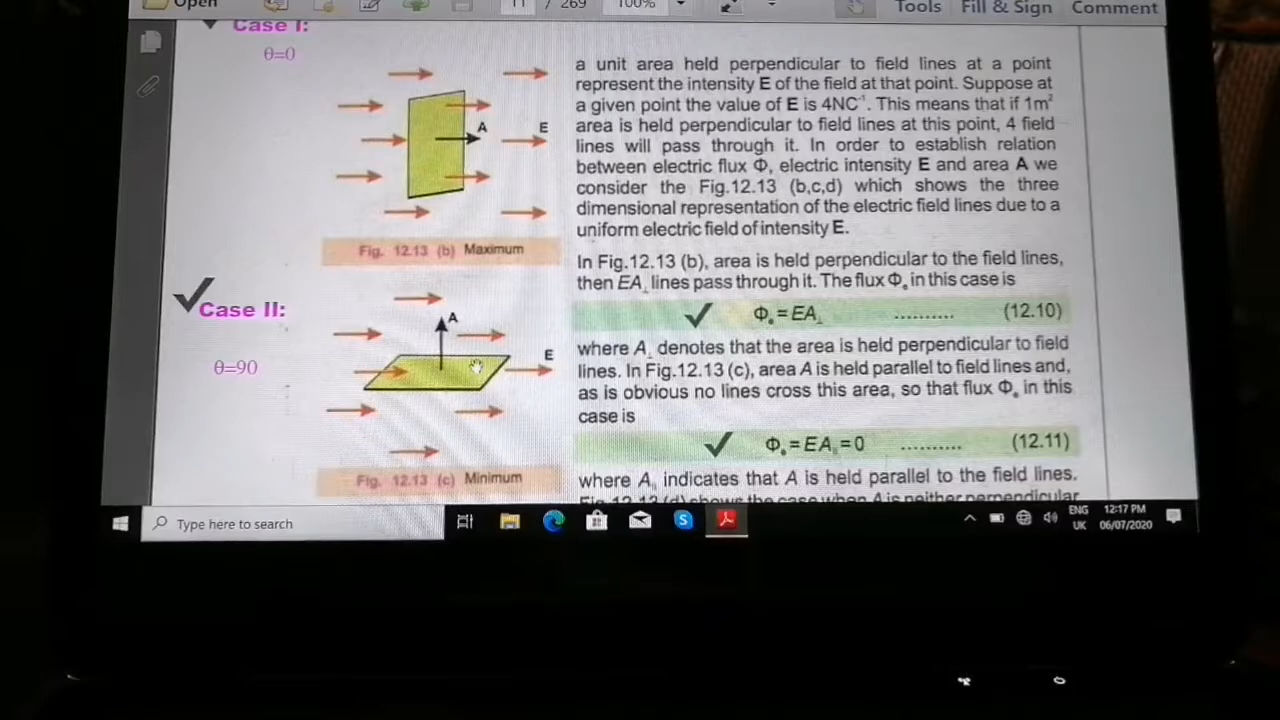 Open
11 / 269
100%
Tools
Fill & Sign
Comment
Case I:
θ=0
A
E
Fig. 12.13 (b) Maximum
Case II:
θ=90
A
E
Fig. 12.13 (c) Minimum
a unit area held perpendicular to field lines at a point
represent the intensity E of the field at that point. Suppose at
a given point the value of E is 4NC⁻¹. This means that if 1m²
area is held perpendicular to field lines at this point, 4 field
lines will pass through it. In order to establish relation
between electric flux Φ, electric intensity E and area A we
consider the Fig.12.13 (b,c,d) which shows the three
dimensional representation of the electric field lines due to a
uniform electric field of intensity E.
In Fig.12.13 (b), area is held perpendicular to the field lines,
then EA⊥ lines pass through it. The flux Φₑ in this case is
Φₑ = EA⊥ .......... (12.10)
where A⊥ denotes that the area is held perpendicular to field
lines. In Fig.12.13 (c), area A is held parallel to field lines and,
as is obvious no lines cross this area, so that flux Φₑ in this
case is
Φₑ = EA∥ = 0 .......... (12.11)
where A∥ indicates that A is held parallel to the field lines.
Fig.12.13 (d) shows the case when A is neither perpendicular
Type here to search
ENG
UK
12:17 PM
06/07/2020